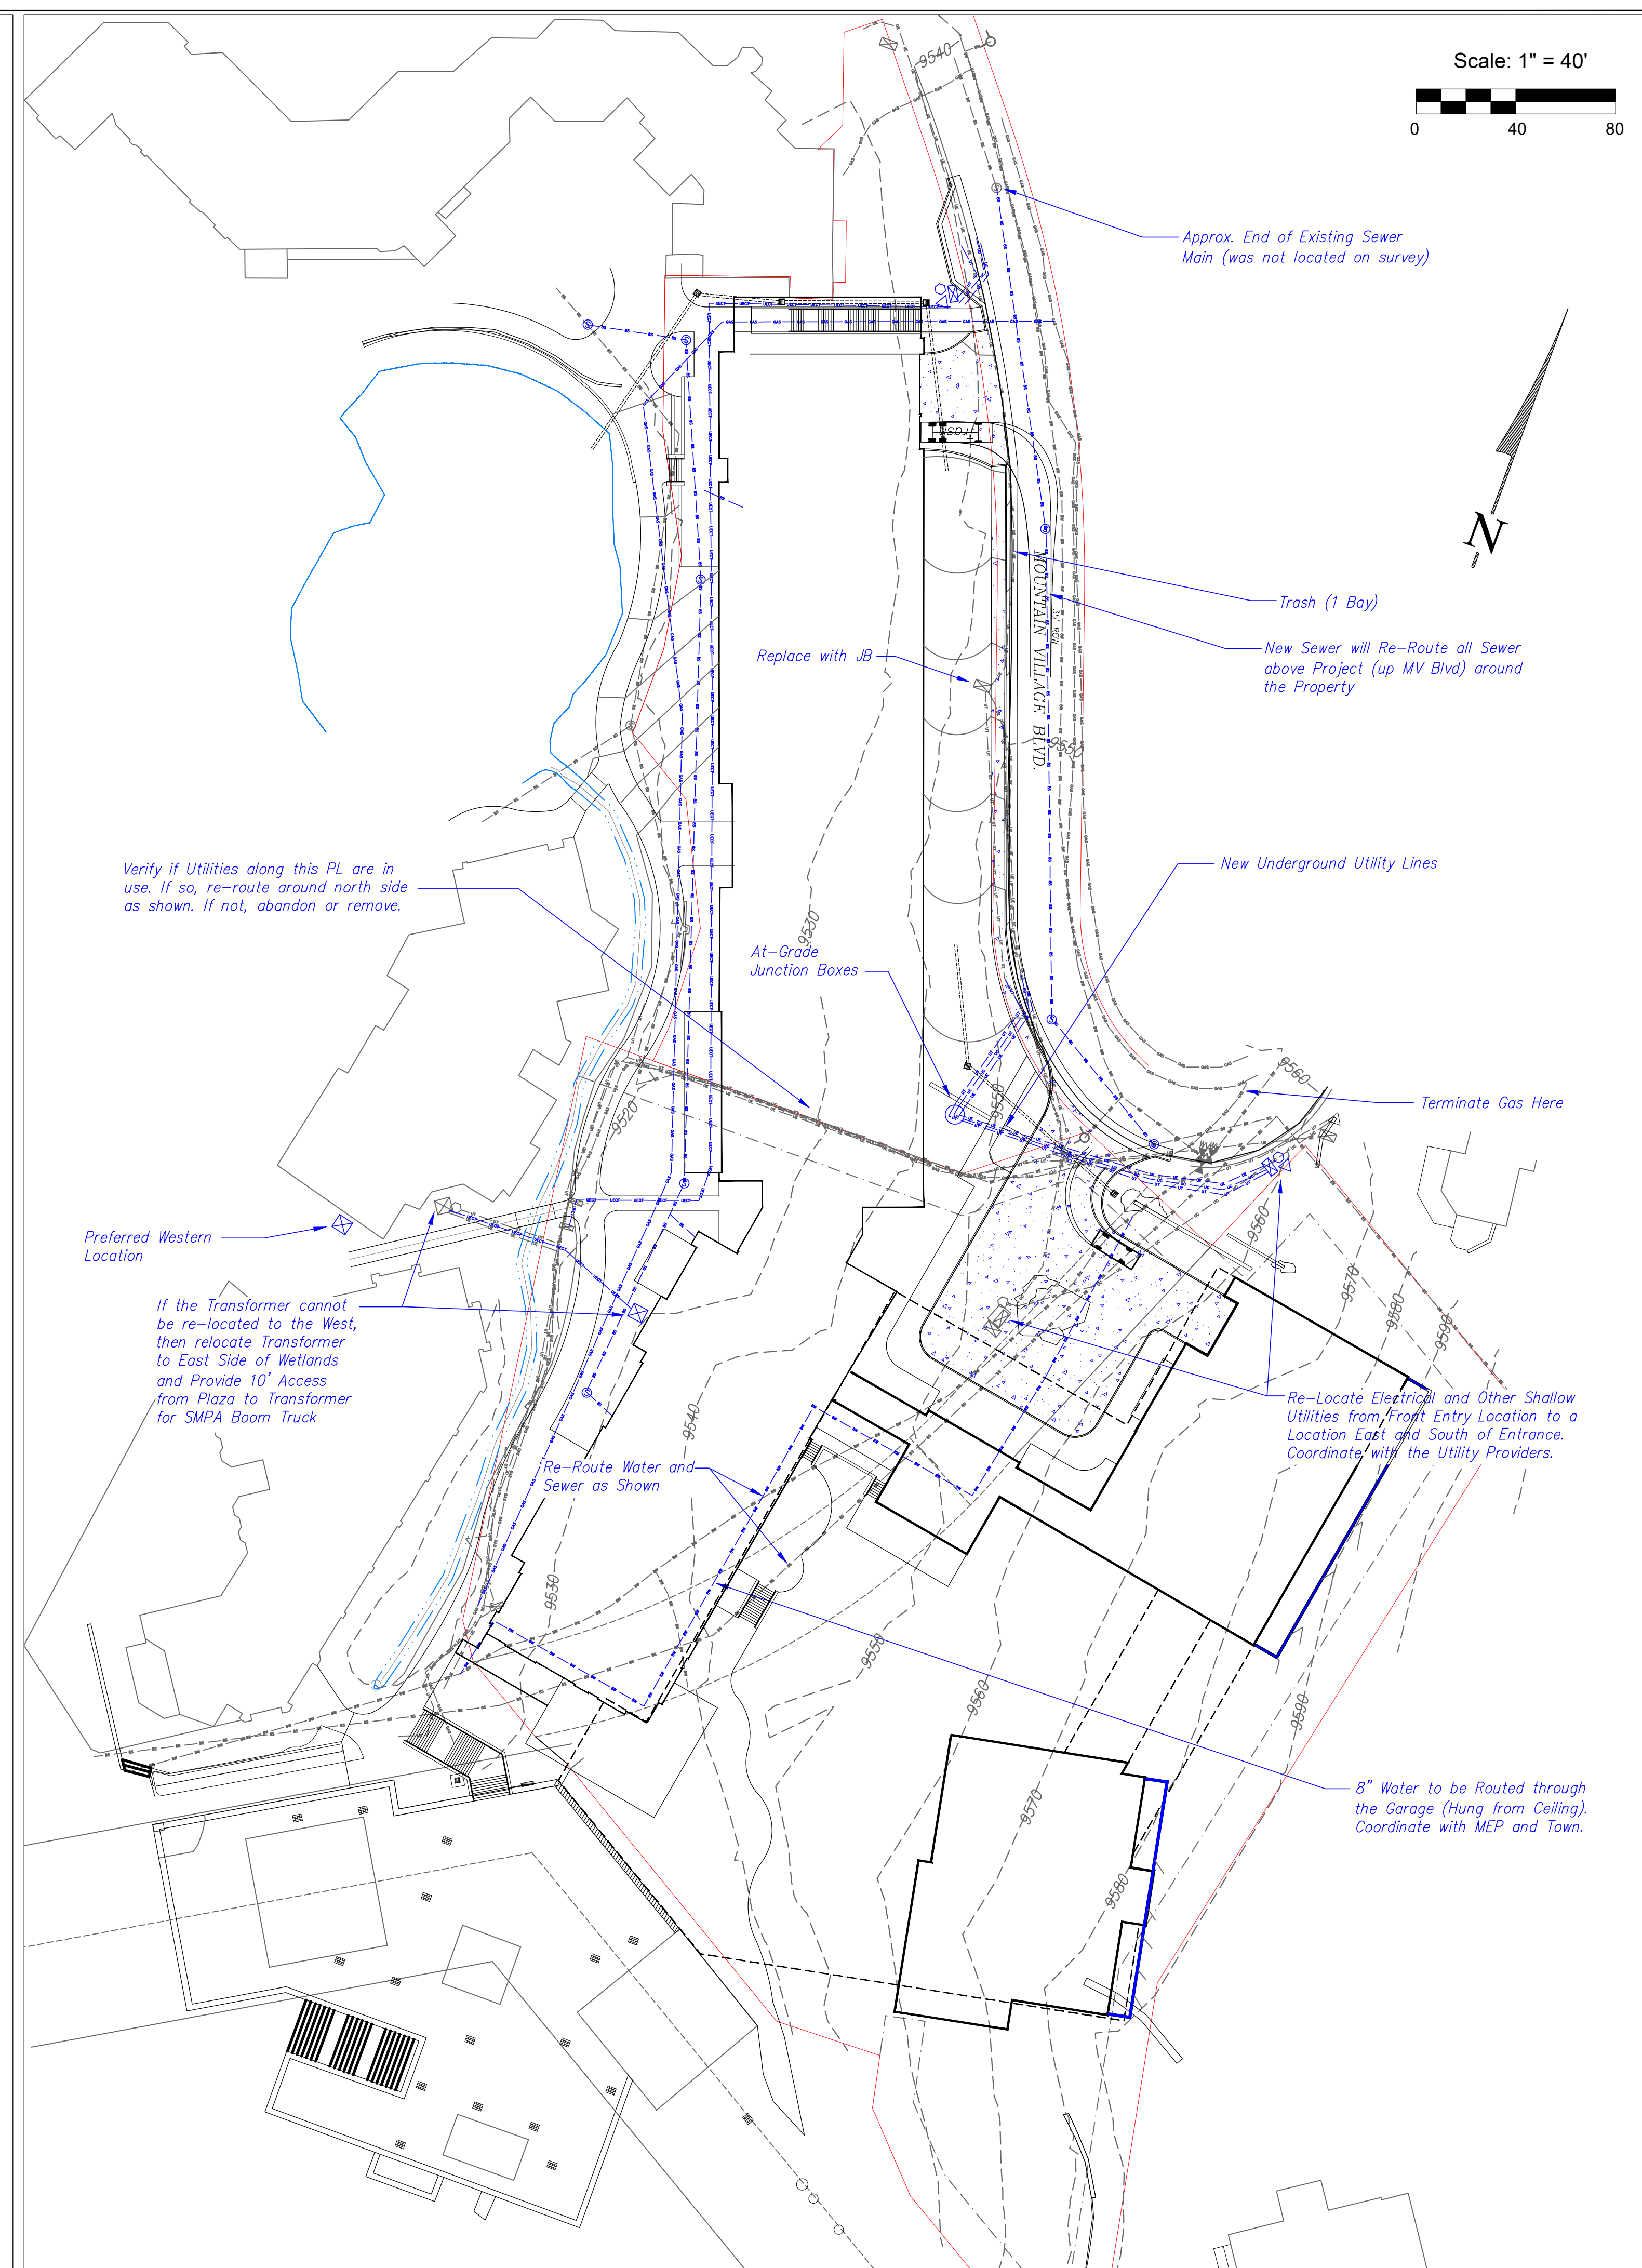 Scale: 1" = 40'
0 40 80
9540
Approx. End of Existing Sewer
Main (was not located on survey)
N
Trash
Trash (1 Bay)
MOUNTAIN VILLAGE BLVD.
35' ROW
New Sewer will Re-Route all Sewer
above Project (up MV Blvd) around
the Property
Replace with JB
9550
New Underground Utility Lines
Verify if Utilities along this PL are in
use. If so, re-route around north side
as shown. If not, abandon or remove.
9530
At-Grade
Junction Boxes
9560
Terminate Gas Here
9550
9520
Preferred Western
Location
9560
9570
9580
9590
If the Transformer cannot
be re-located to the West,
then relocate Transformer
to East Side of Wetlands
and Provide 10' Access
from Plaza to Transformer
for SMPA Boom Truck
Re-Locate Electrical and Other Shallow
Utilities from Front Entry Location to a
Location East and South of Entrance.
Coordinate with the Utility Providers.
9540
Re-Route Water and
Sewer as Shown
9530
9550
9560
9590
8" Water to be Routed through
the Garage (Hung from Ceiling).
Coordinate with MEP and Town.
9570
9580